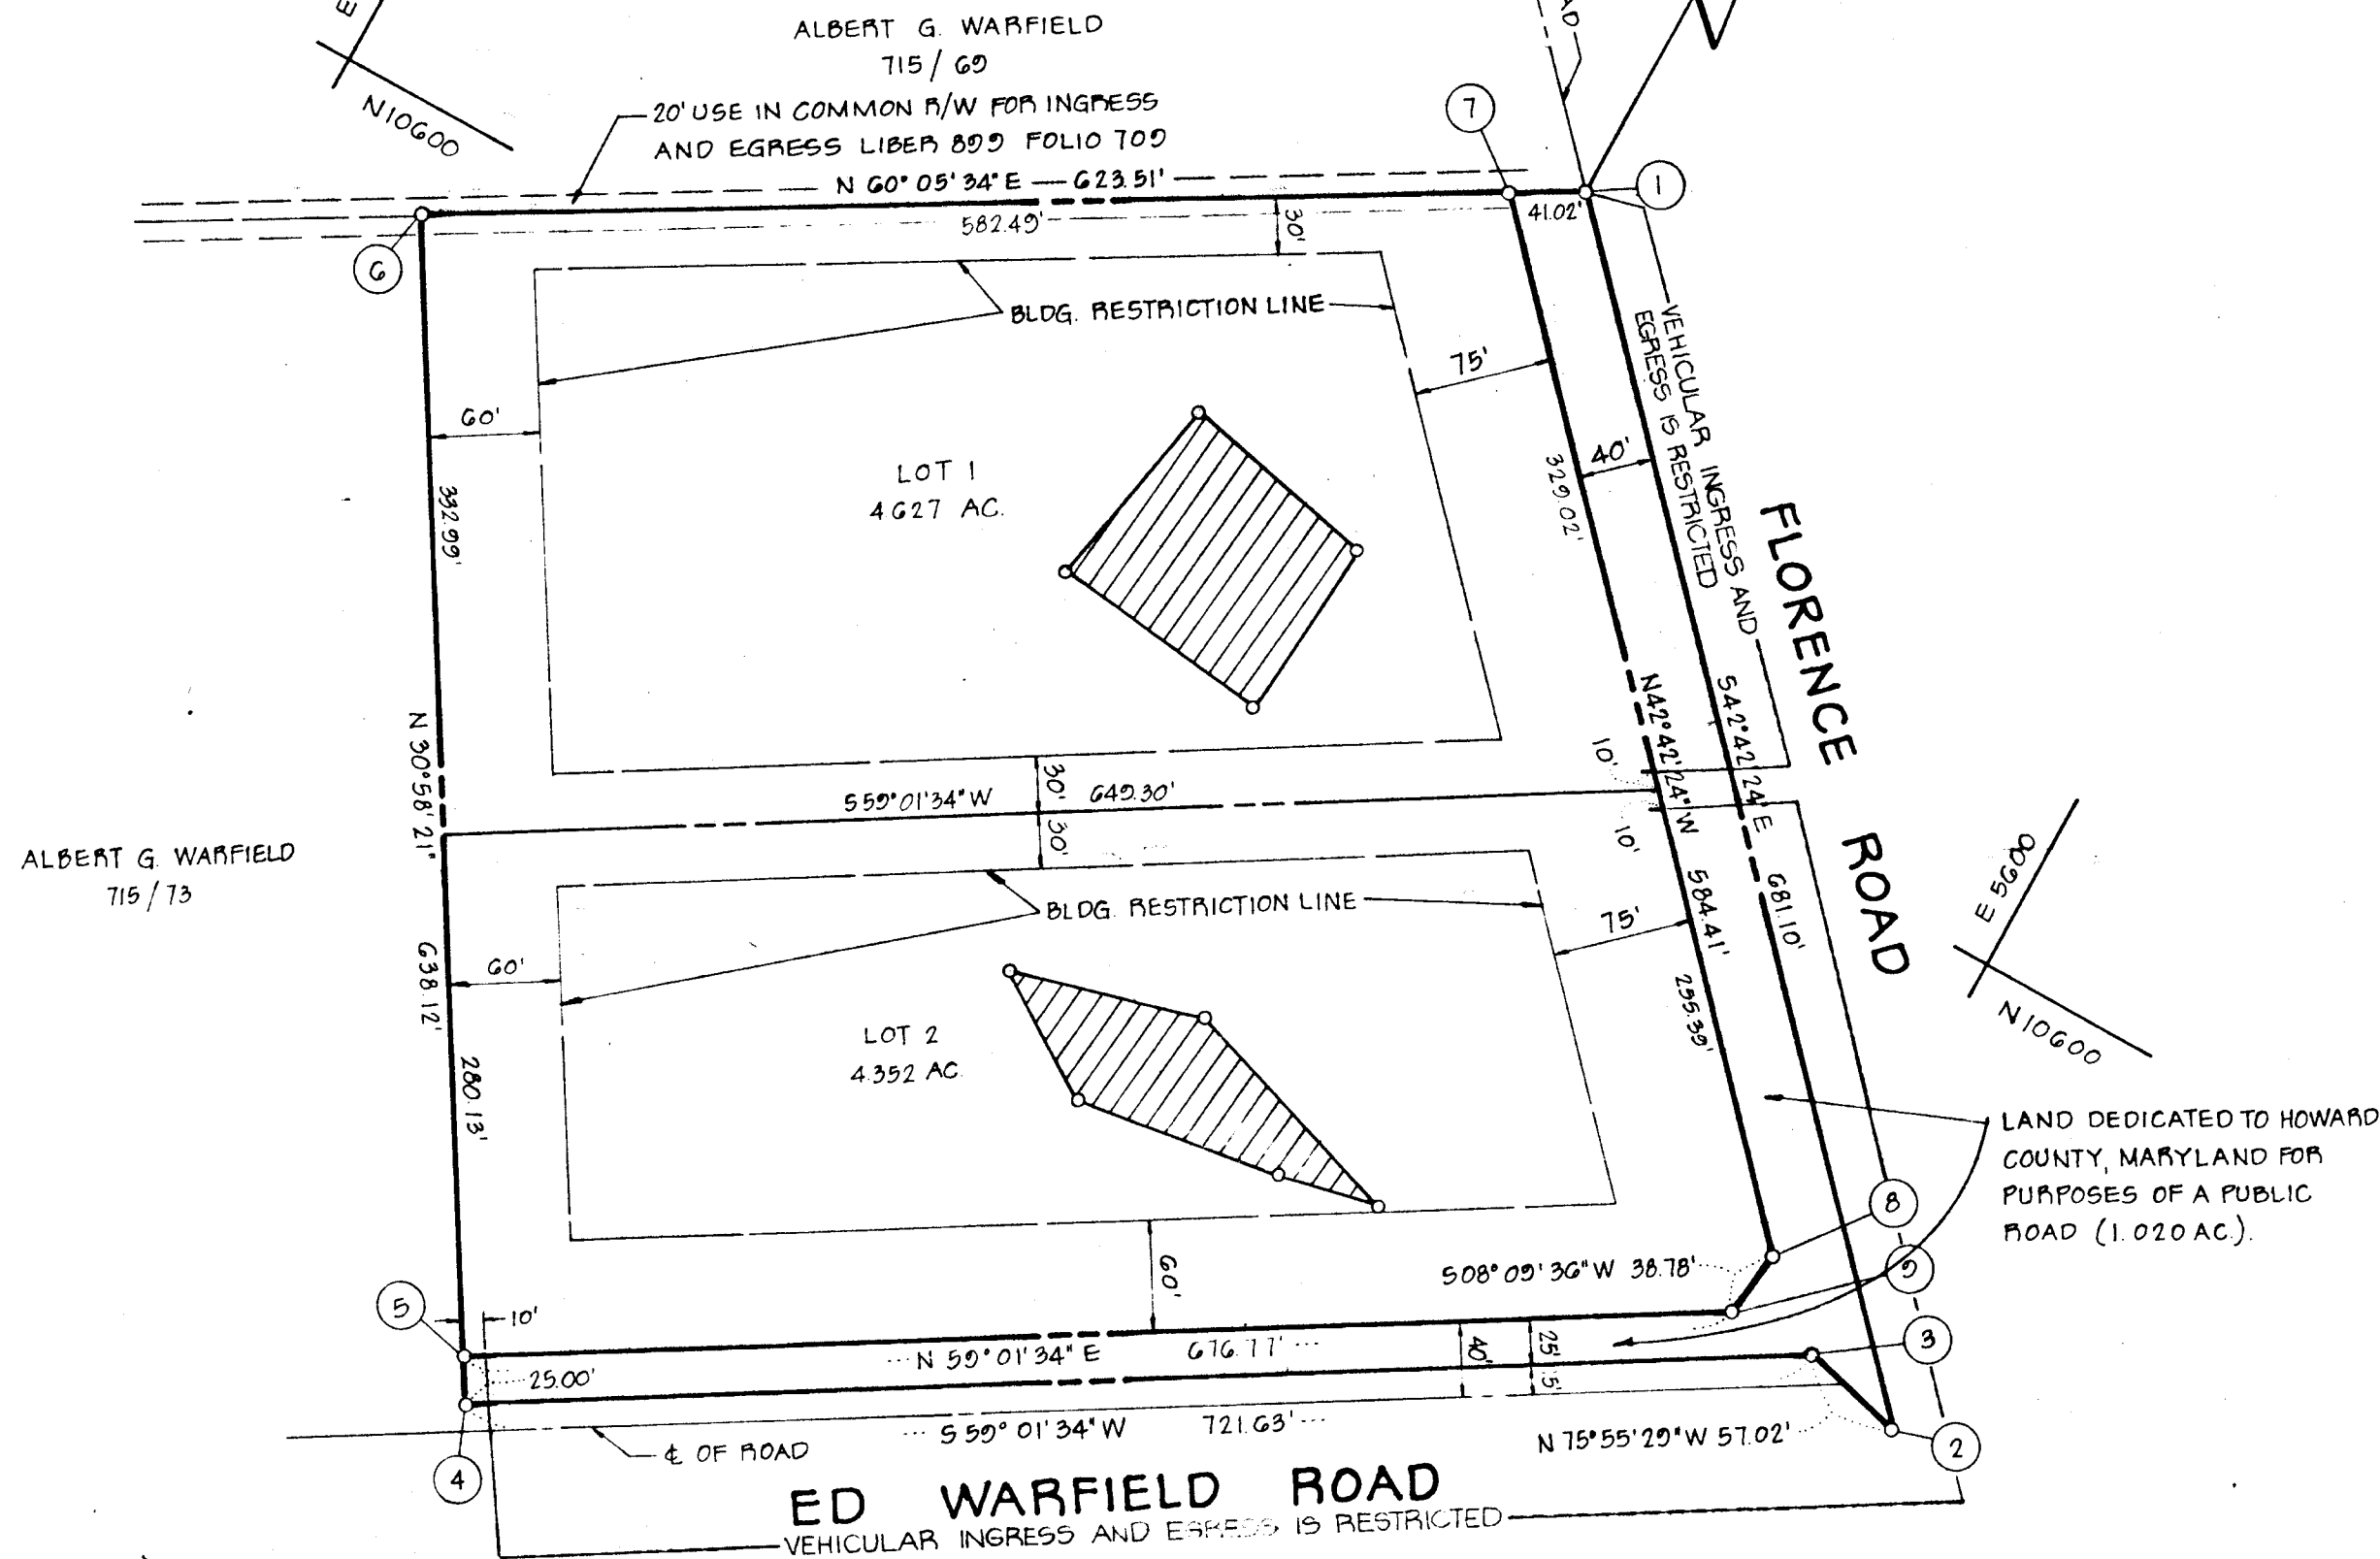 E
N10600
ALBERT G. WARFIELD
715 / 69
20' USE IN COMMON R/W FOR INGRESS
AND EGRESS LIBER 899 FOLIO 709
N 60° 05' 34" E — 623.51'
582.49'
30'
41.02'
7
1
6
BLDG. RESTRICTION LINE
75'
60'
40'
VEHICULAR INGRESS AND
EGRESS IS RESTRICTED
LOT 1
4.627 AC.
332.99'
329.02'
FLORENCE ROAD
N 30° 58' 21"
638.12'
N42° 42' 24" W 584.41'
S42° 42' 24" E 681.10'
10'
10'
S59° 01' 34" W 649.30'
30'
30'
ALBERT G. WARFIELD
715 / 73
E 5600
N10600
BLDG. RESTRICTION LINE
75'
60'
255.39'
LOT 2
4.352 AC.
280.13'
LAND DEDICATED TO HOWARD
COUNTY, MARYLAND FOR
PURPOSES OF A PUBLIC
ROAD (1.020 AC.).
8
9
3
2
S08° 09' 36" W 38.78'
60'
5
10'
25.00'
N 59° 01' 34" E 676.77'
40'
25'
15'
S 59° 01' 34" W 721.63'
N 75° 55' 29" W 57.02'
4
℄ OF ROAD
ED WARFIELD ROAD
VEHICULAR INGRESS AND EGRESS IS RESTRICTED